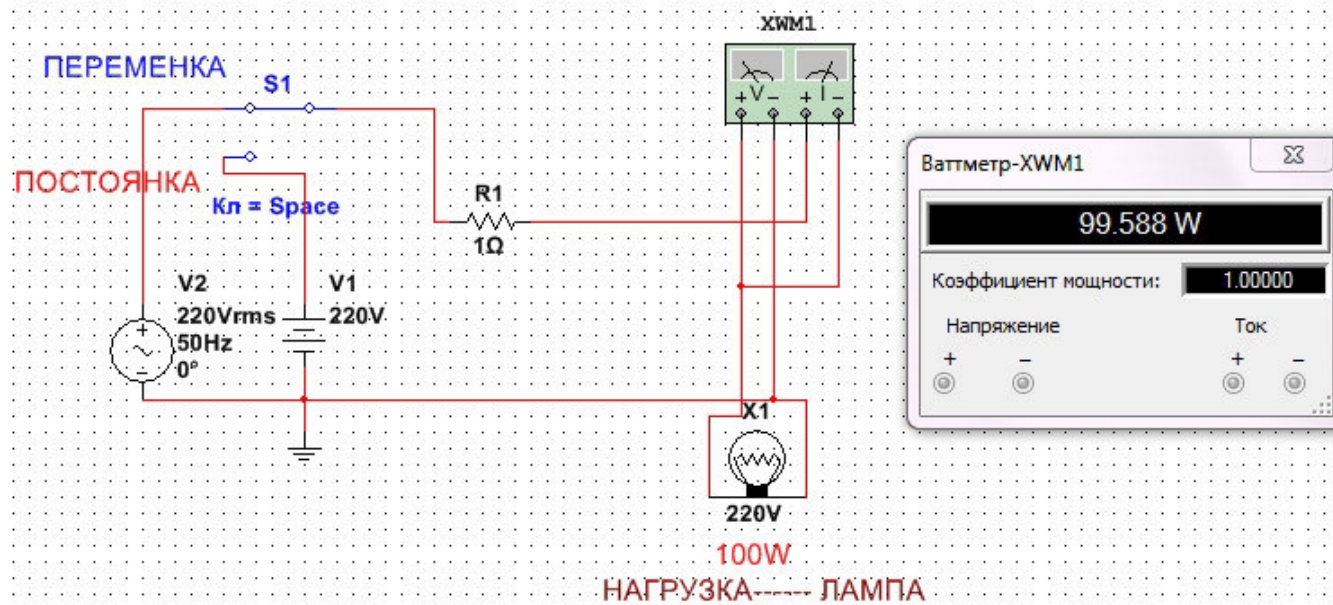 XWM1
ПЕРЕМЕНКА
S1
+ V - + I -
ПОСТОЯНКА
Кл = Space
R1
1Ω
V2
220Vrms
50Hz
0°
V1
220V
X1
220V
100W
НАГРУЗКА------ ЛАМПА
Ваттметр-XWM1
99.588 W
Коэффициент мощности: 1.00000
Напряжение Ток
+ − + −